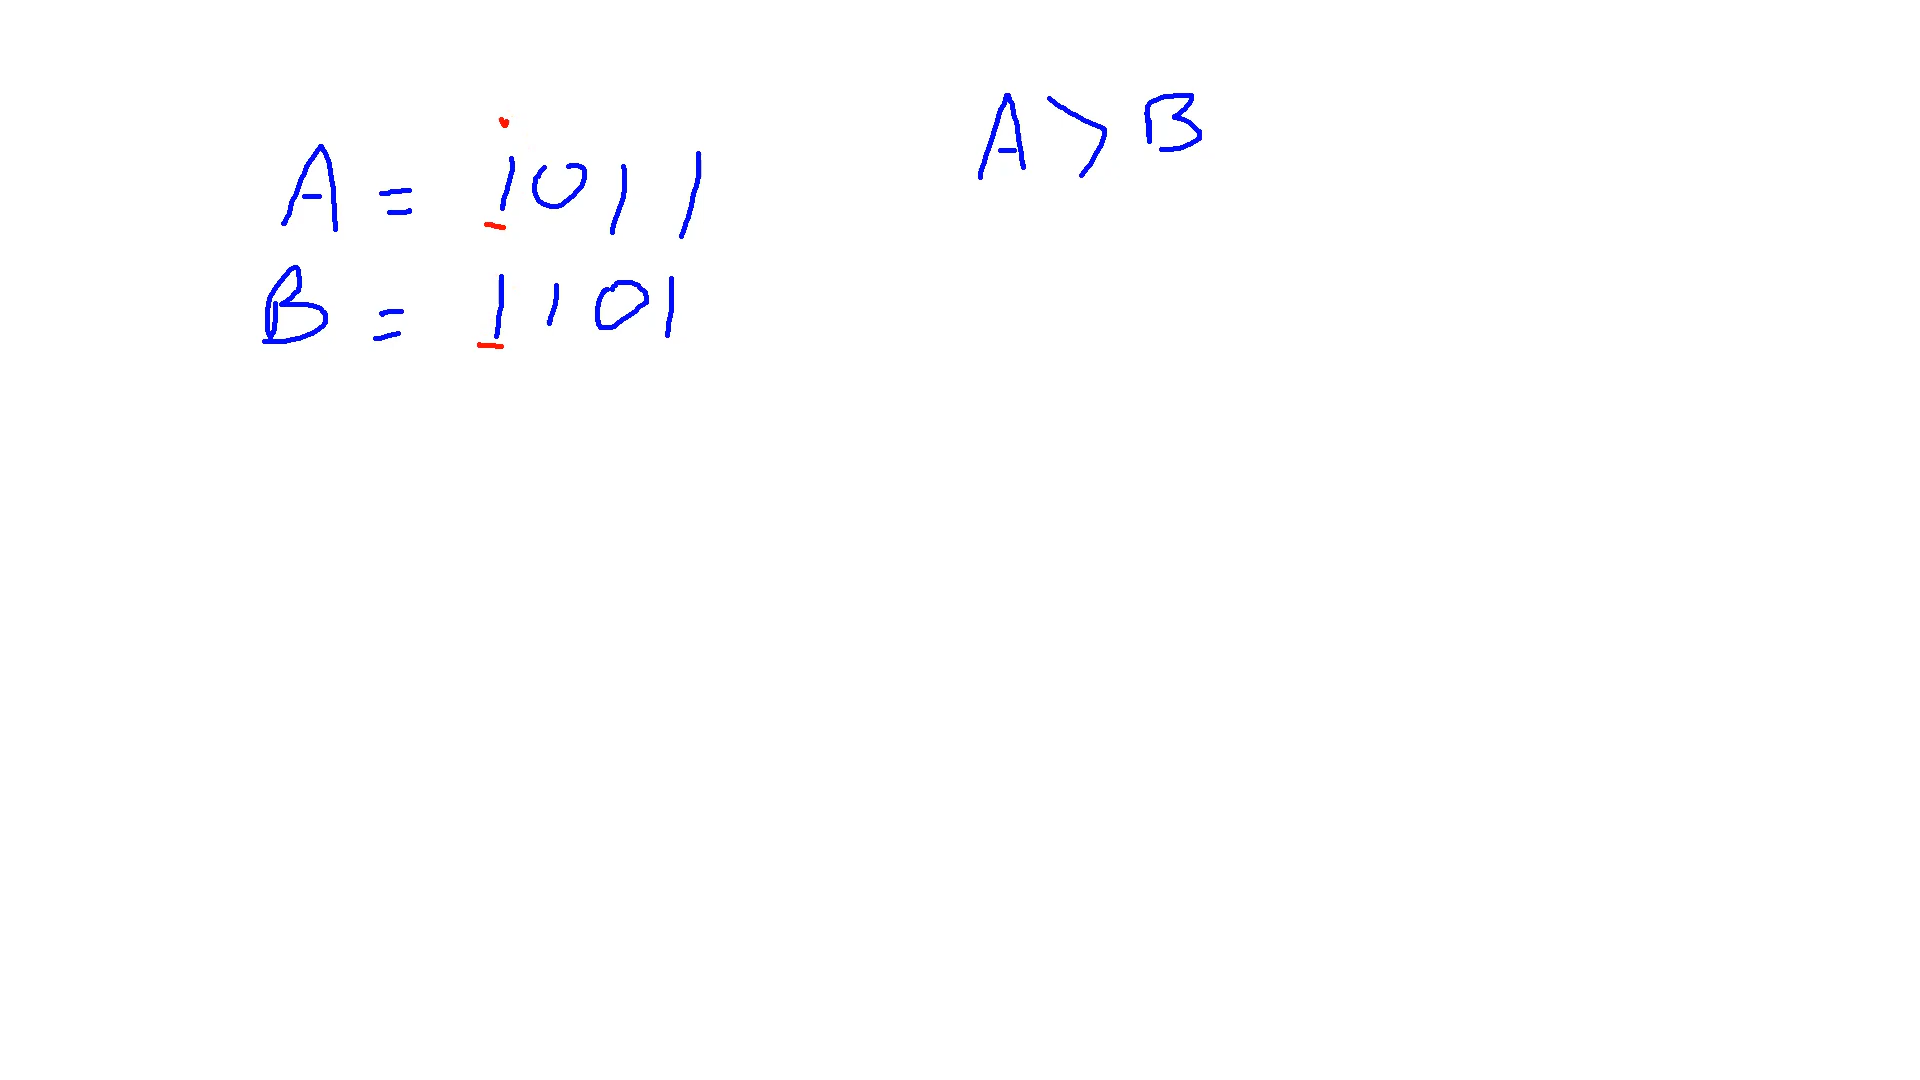 A = 1011
B = 1101
A > B